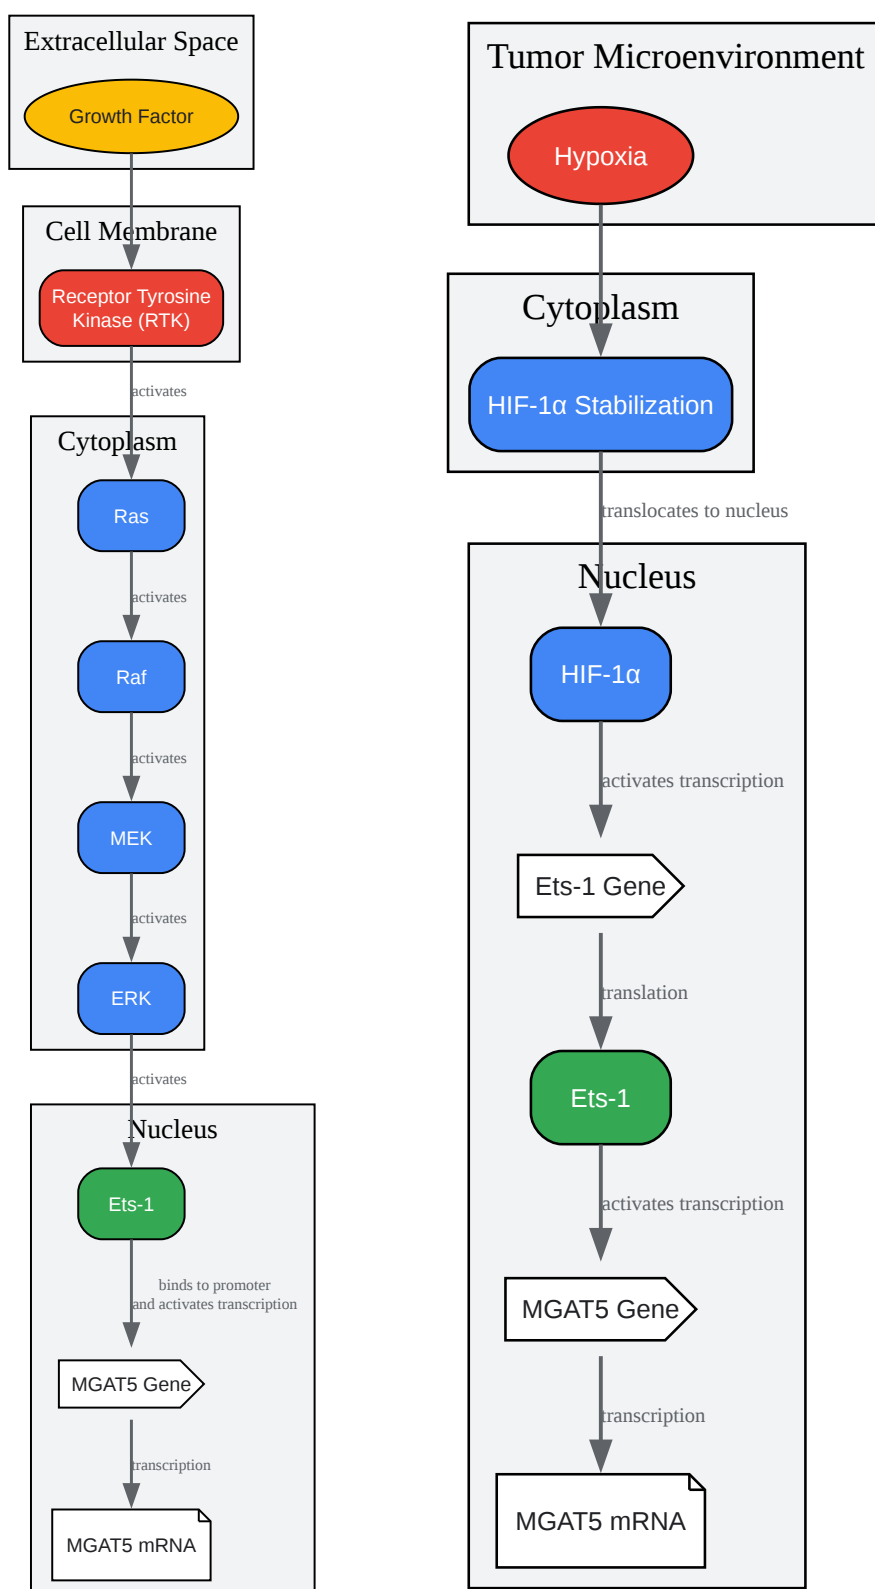 Extracellular Space
Growth Factor
Cell Membrane
Receptor Tyrosine
Kinase (RTK)
activates
Cytoplasm
Ras
activates
Raf
activates
MEK
activates
ERK
activates
Nucleus
Ets-1
binds to promoter
and activates transcription
MGAT5 Gene
transcription
MGAT5 mRNA
Tumor Microenvironment
Hypoxia
Cytoplasm
HIF-1α Stabilization
translocates to nucleus
Nucleus
HIF-1α
activates transcription
Ets-1 Gene
translation
Ets-1
activates transcription
MGAT5 Gene
transcription
MGAT5 mRNA